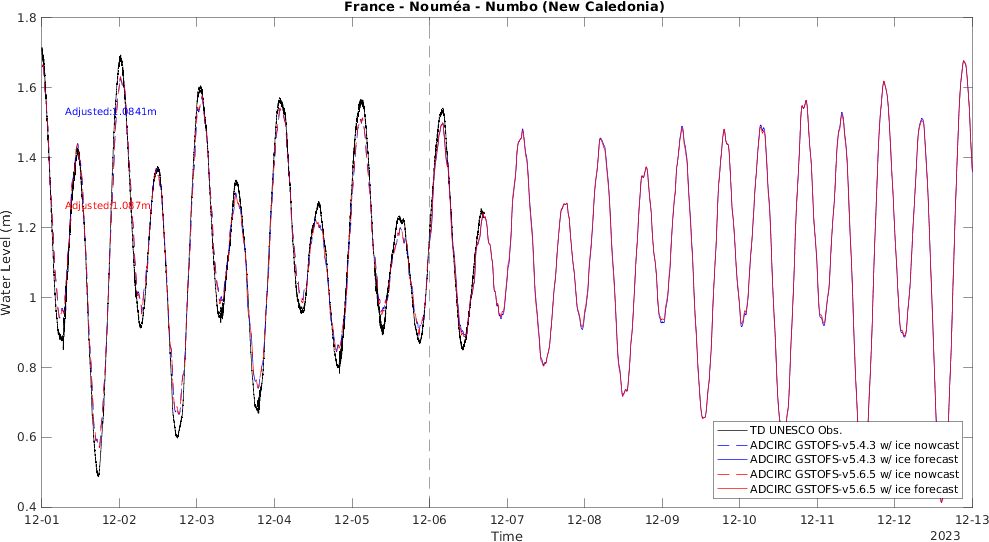 France - Nouméa - Numbo (New Caledonia)
Water Level (m)
1.8
1.6
1.4
1.2
1
0.8
0.6
0.4
Adjusted:1.0841m
Adjusted:1.087m
TD UNESCO Obs.
ADCIRC GSTOFS-v5.4.3 w/ ice nowcast
ADCIRC GSTOFS-v5.4.3 w/ ice forecast
ADCIRC GSTOFS-v5.6.5 w/ ice nowcast
ADCIRC GSTOFS-v5.6.5 w/ ice forecast
12-01 12-02 12-03 12-04 12-05 12-06 12-07 12-08 12-09 12-10 12-11 12-12 12-13
Time
2023